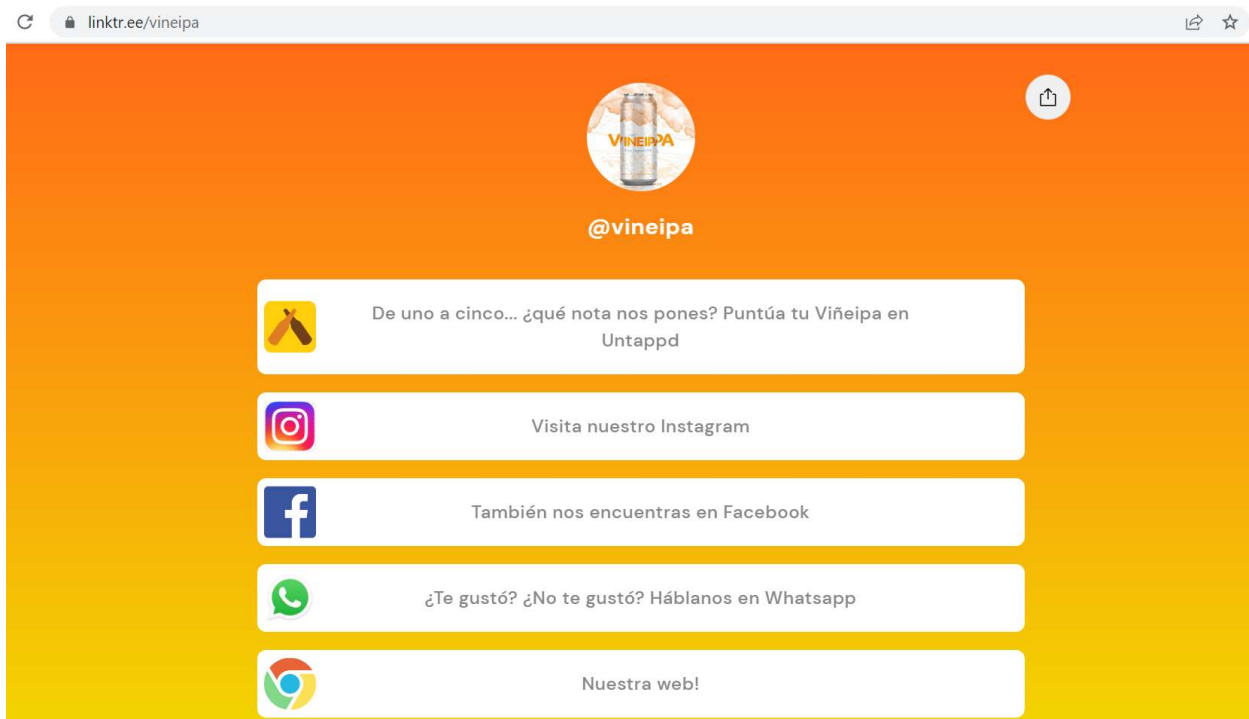 linktr.ee/vineipa
VIINEIPPA
@vineipa
De uno a cinco... ¿qué nota nos pones? Puntúa tu Viñeipa en
Untappd
Visita nuestro Instagram
También nos encuentras en Facebook
¿Te gustó? ¿No te gustó? Háblanos en Whatsapp
Nuestra web!